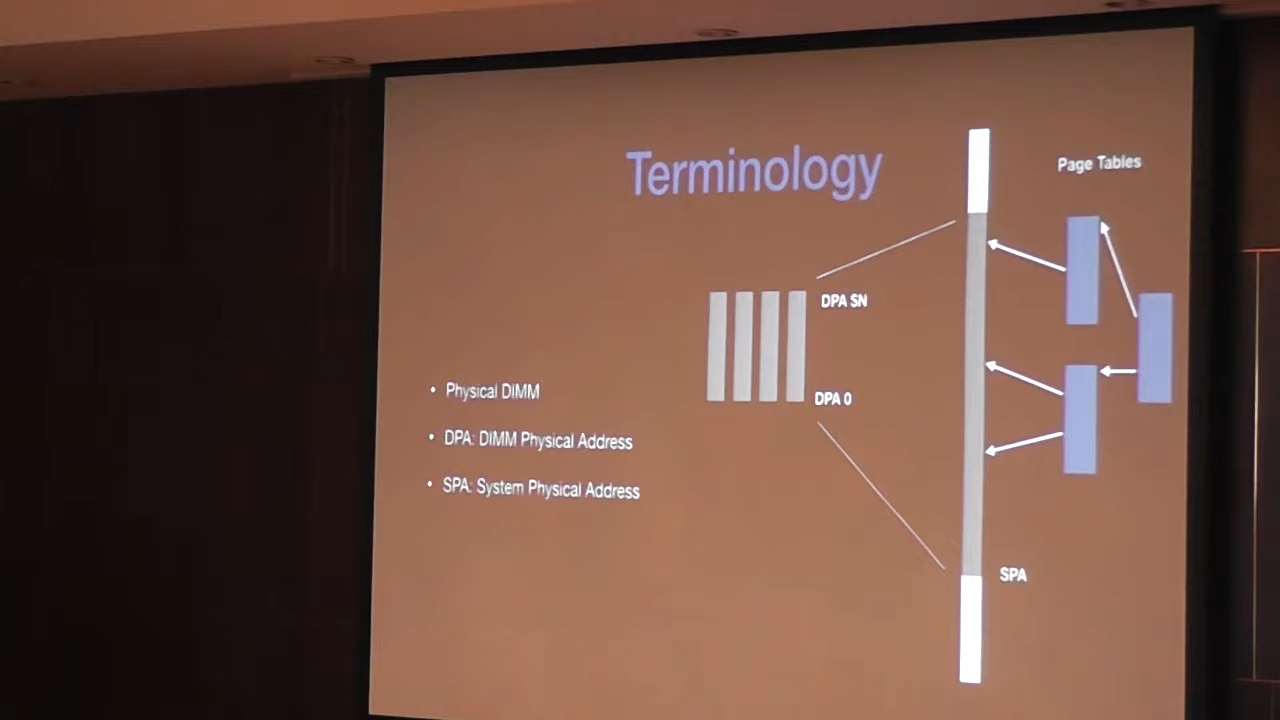 Terminology
Page Tables
DPA SN
DPA 0
• Physical DIMM
• DPA: DIMM Physical Address
• SPA: System Physical Address
SPA